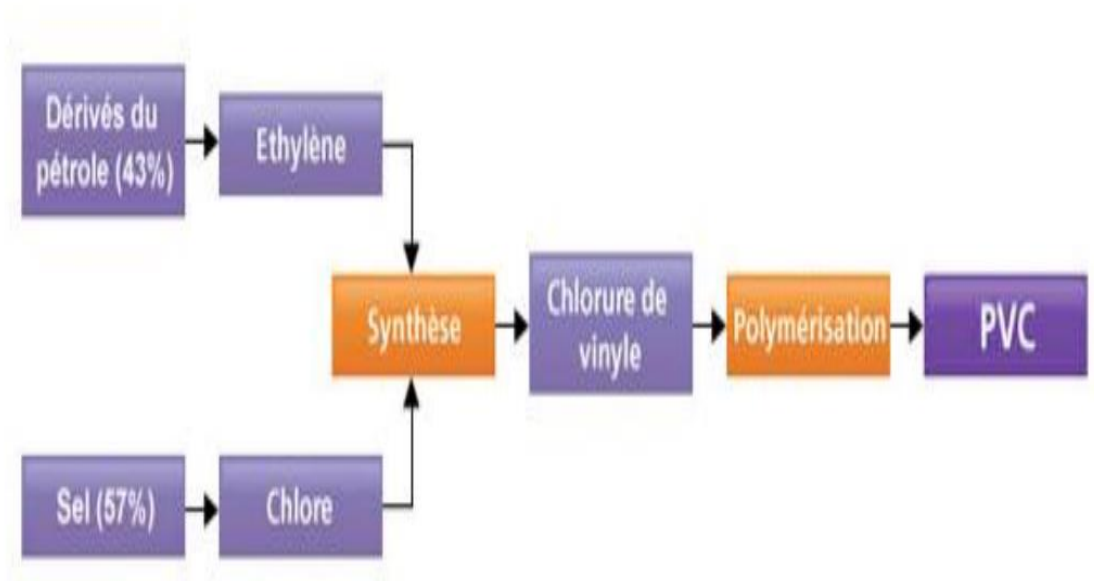 Dérivés du
pétrole (43%)
Ethylène
Synthèse
Chlorure de
vinyle
Polymérisation
PVC
Sel (57%)
Chlore